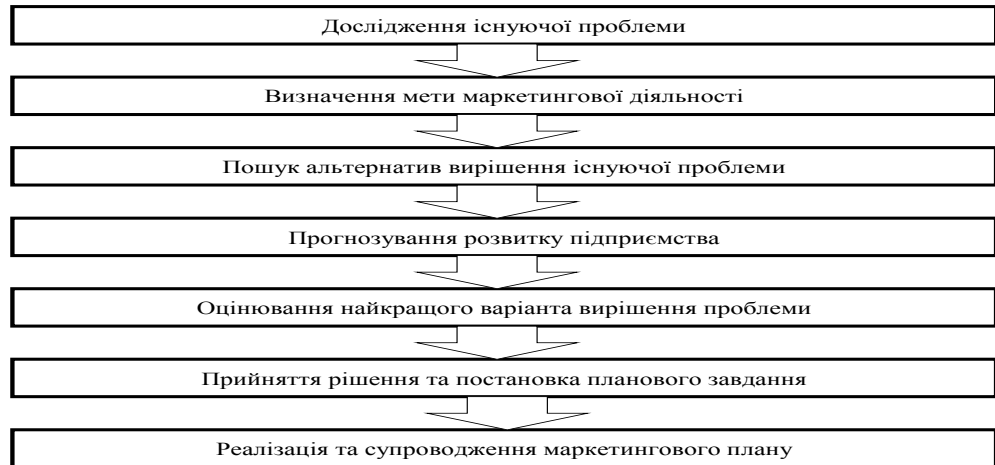 Дослідження існуючої проблеми
Визначення мети маркетингової діяльності
Пошук альтернатив вирішення існуючої проблеми
Прогнозування розвитку підприємства
Оцінювання найкращого варіанта вирішення проблеми
Прийняття рішення та постановка планового завдання
Реалізація та супроводження маркетингового плану